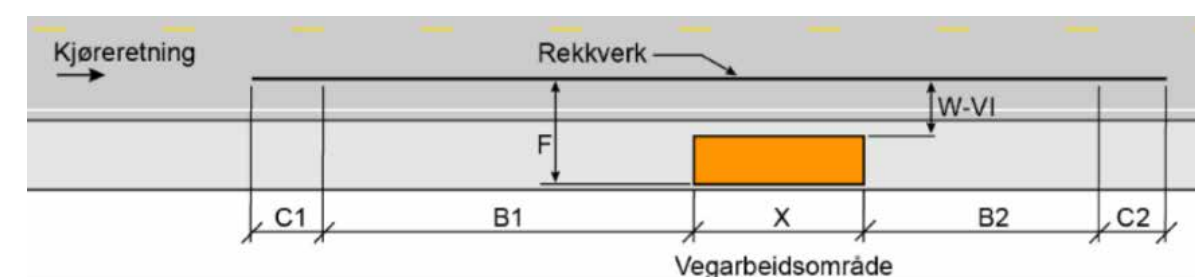 Kjøreretning
Rekkverk
W-VI
F
C1 B1 X B2 C2
Vegarbeidsområde